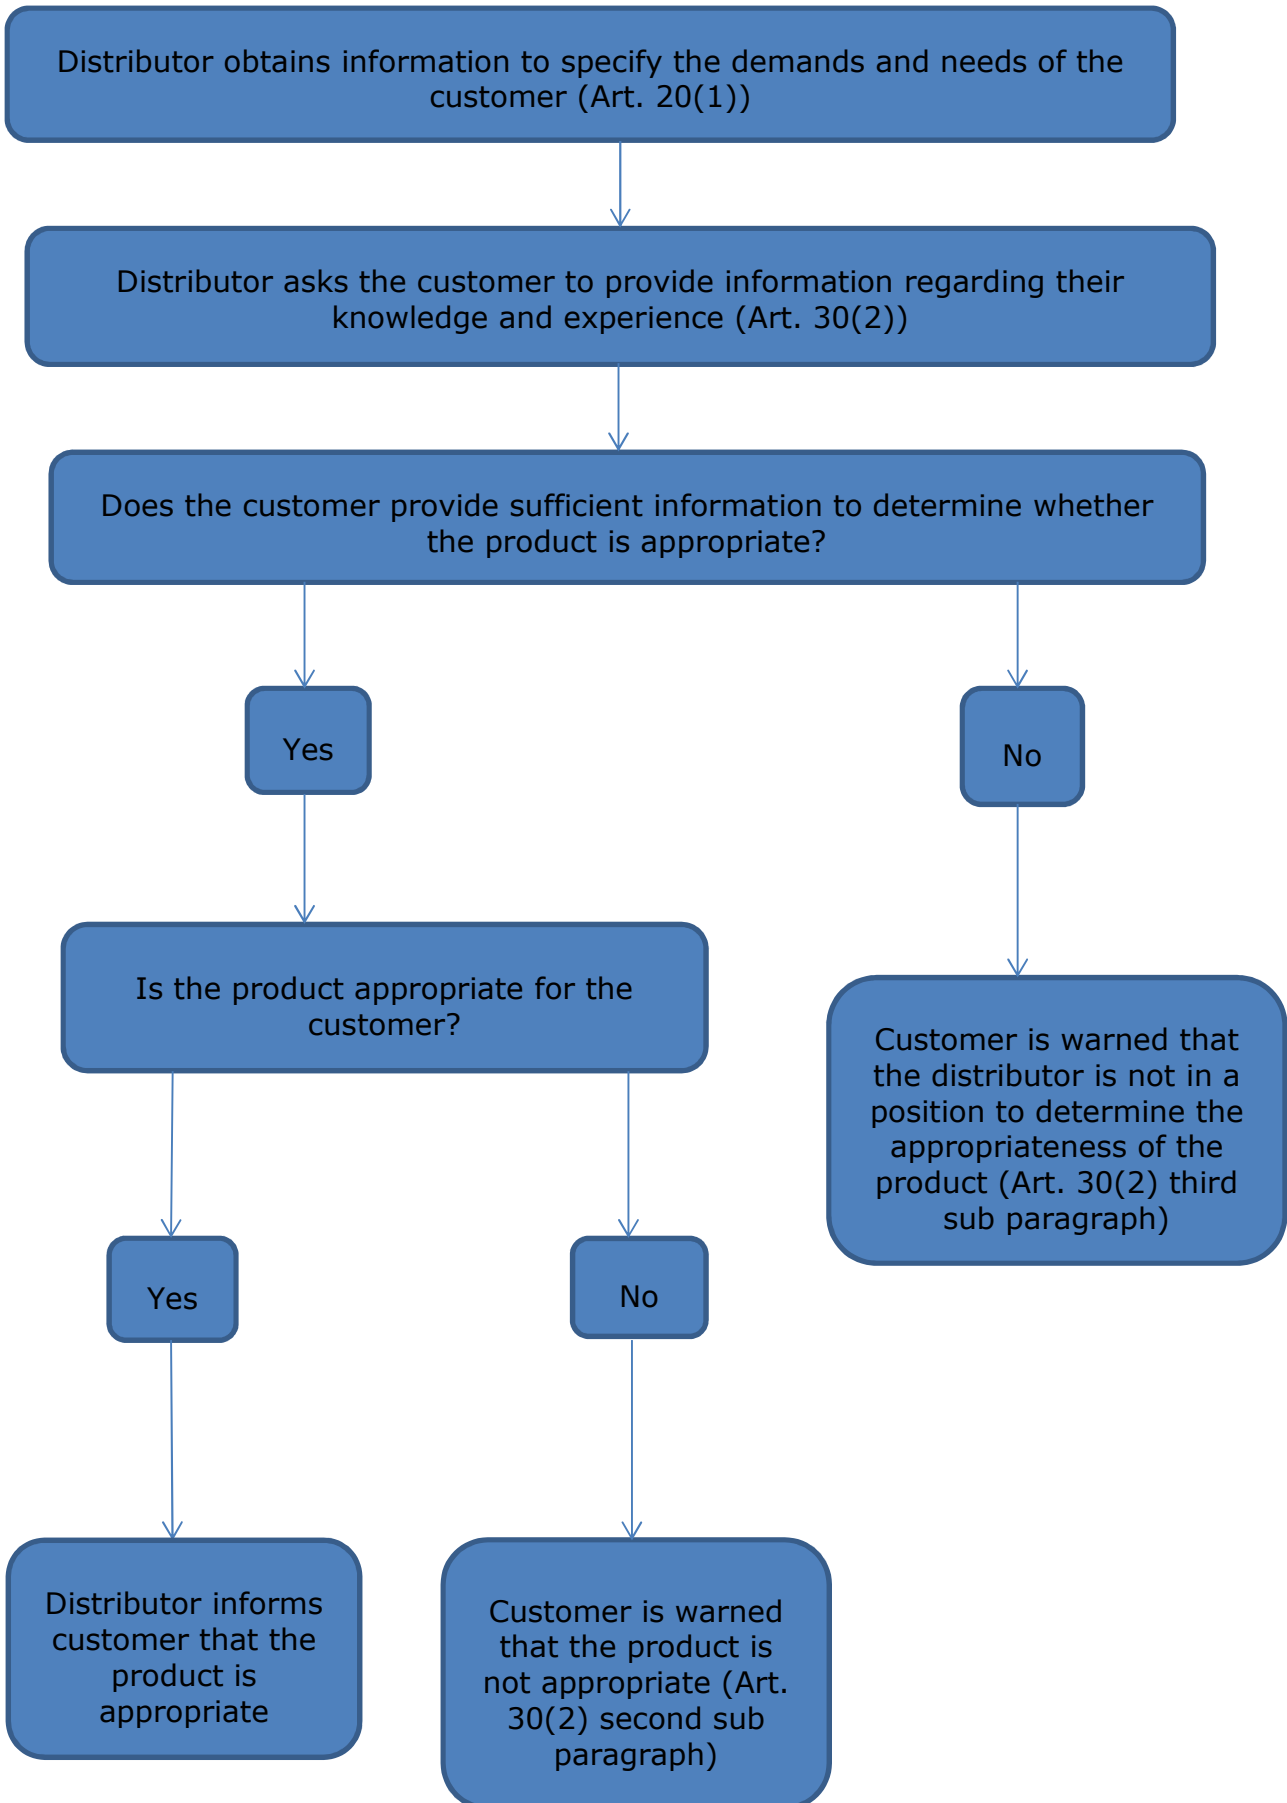 Distributor obtains information to specify the demands and needs of the
customer (Art. 20(1))
Distributor asks the customer to provide information regarding their
knowledge and experience (Art. 30(2))
Does the customer provide sufficient information to determine whether
the product is appropriate?
Yes
No
Is the product appropriate for the
customer?
Customer is warned that
the distributor is not in a
position to determine the
appropriateness of the
product (Art. 30(2) third
sub paragraph)
Yes
No
Distributor informs
customer that the
product is
appropriate
Customer is warned
that the product is
not appropriate (Art.
30(2) second sub
paragraph)